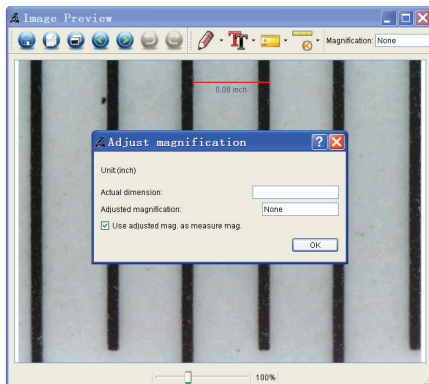 Image Preview
Magnification: None
0.08 inch
Adjust magnification
Unit:(inch)
Actual dimension:
Adjusted magnification: None
Use adjusted mag. as measure mag.
OK
100%